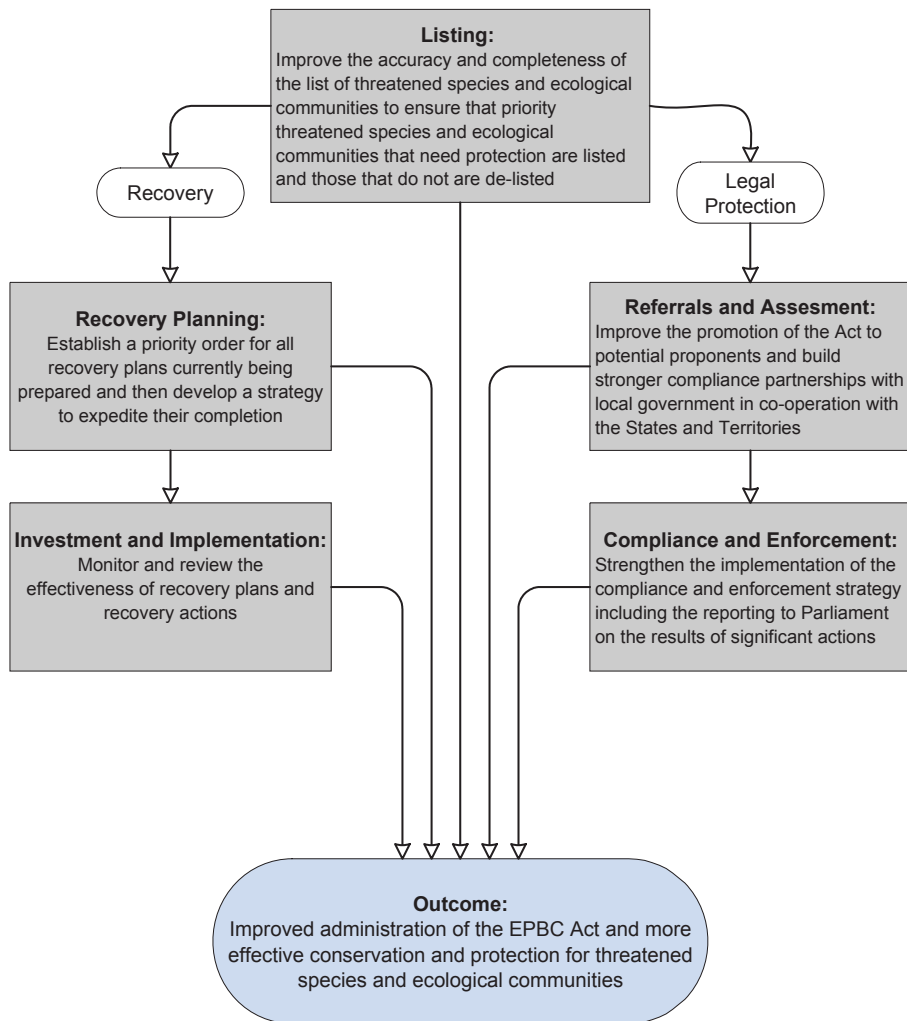 Listing:
Improve the accuracy and completeness of
the list of threatened species and ecological
communities to ensure that priority
threatened species and ecological
communities that need protection are listed
and those that do not are de-listed
Recovery
Legal
Protection
Recovery Planning:
Establish a priority order for all
recovery plans currently being
prepared and then develop a strategy
to expedite their completion
Referrals and Assesment:
Improve the promotion of the Act to
potential proponents and build
stronger compliance partnerships with
local government in co-operation with
the States and Territories
Investment and Implementation:
Monitor and review the
effectiveness of recovery plans and
recovery actions
Compliance and Enforcement:
Strengthen the implementation of the
compliance and enforcement strategy
including the reporting to Parliament
on the results of significant actions
Outcome:
Improved administration of the EPBC Act and more
effective conservation and protection for threatened
species and ecological communities